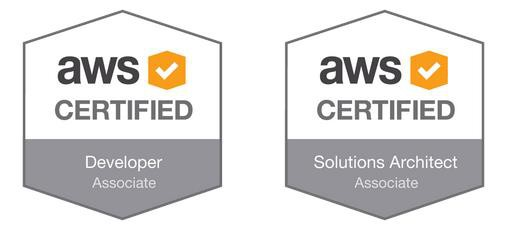 aws
CERTIFIED
Developer
Associate
aws
CERTIFIED
Solutions Architect
Associate